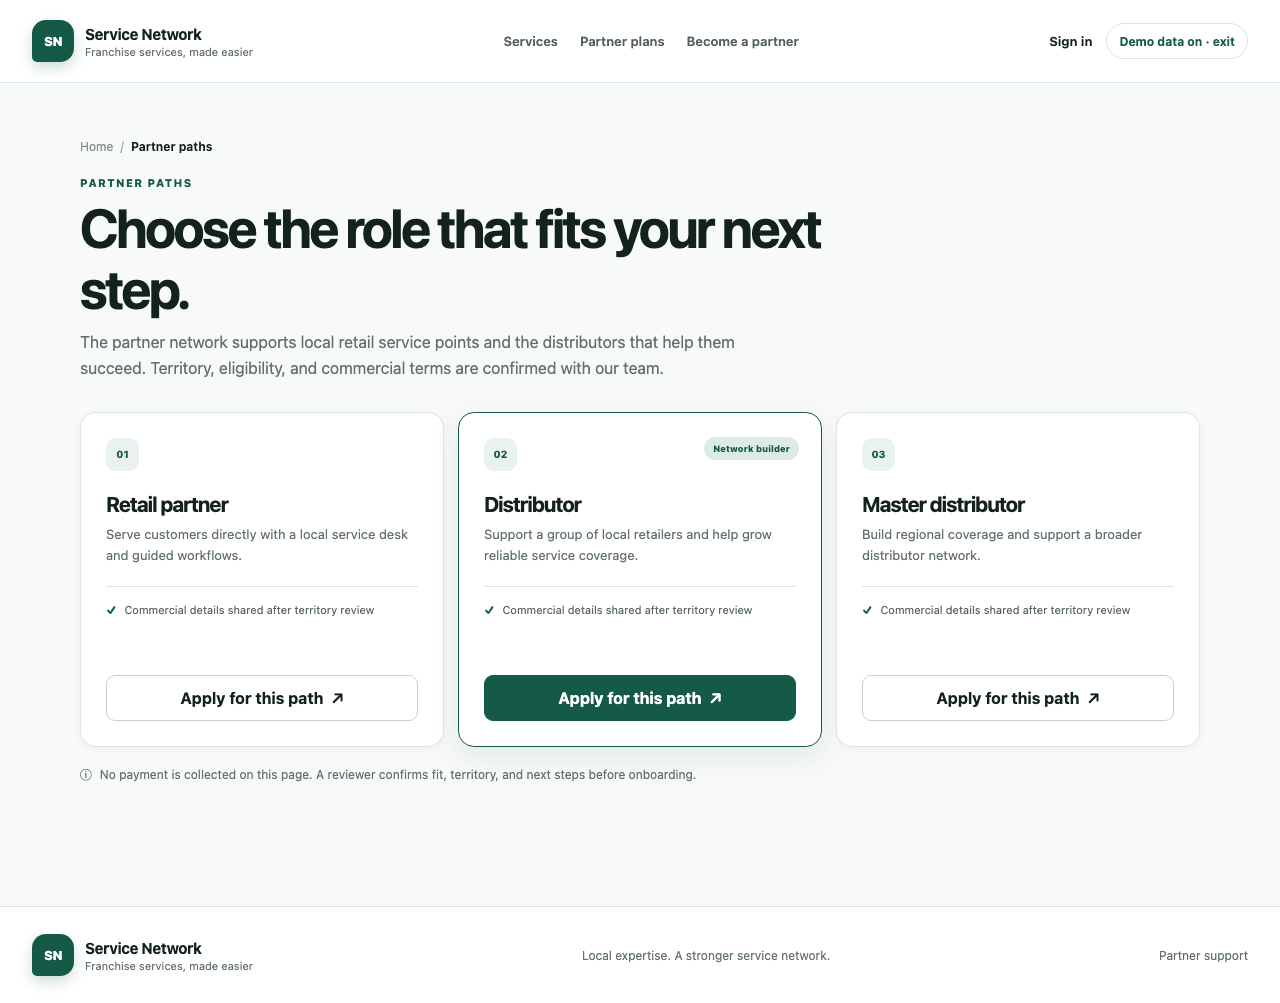 SN
Service Network
Franchise services, made easier
Services
Partner plans
Become a partner
Sign in
Demo data on · exit
Home / Partner paths
PARTNER PATHS
Choose the role that fits your next
step.
The partner network supports local retail service points and the distributors that help them
succeed. Territory, eligibility, and commercial terms are confirmed with our team.
01
Retail partner
Serve customers directly with a local service desk
and guided workflows.
✓ Commercial details shared after territory review
Apply for this path ↗
02
Network builder
Distributor
Support a group of local retailers and help grow
reliable service coverage.
✓ Commercial details shared after territory review
Apply for this path ↗
03
Master distributor
Build regional coverage and support a broader
distributor network.
✓ Commercial details shared after territory review
Apply for this path ↗
ⓘ No payment is collected on this page. A reviewer confirms fit, territory, and next steps before onboarding.
SN
Service Network
Franchise services, made easier
Local expertise. A stronger service network.
Partner support